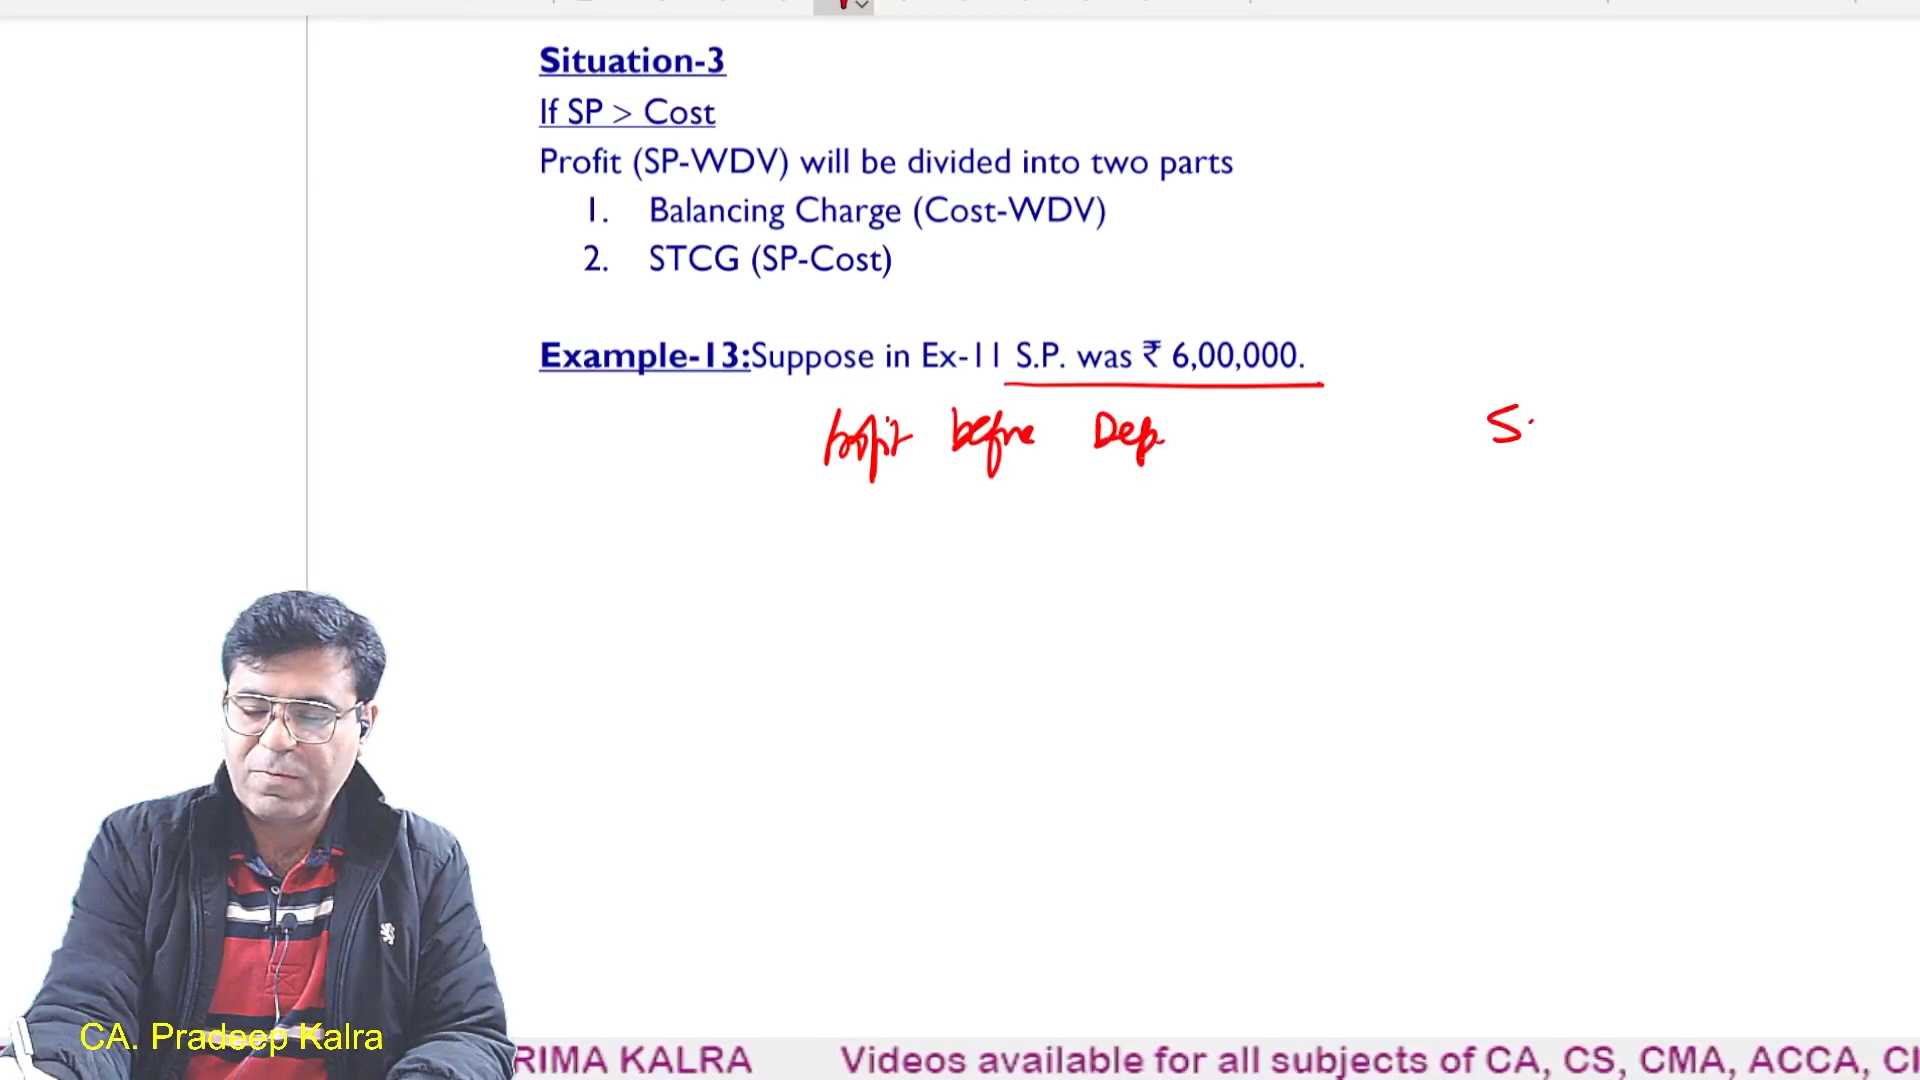 Situation-3
If SP > Cost
Profit (SP-WDV) will be divided into two parts
1. Balancing Charge (Cost-WDV)
2. STCG (SP-Cost)
Example-13:Suppose in Ex-11 S.P. was ₹ 6,00,000.
Profit before Dep S.
CA. Pradeep Kalra
RIMA KALRA Videos available for all subjects of CA, CS, CMA, ACCA, CI